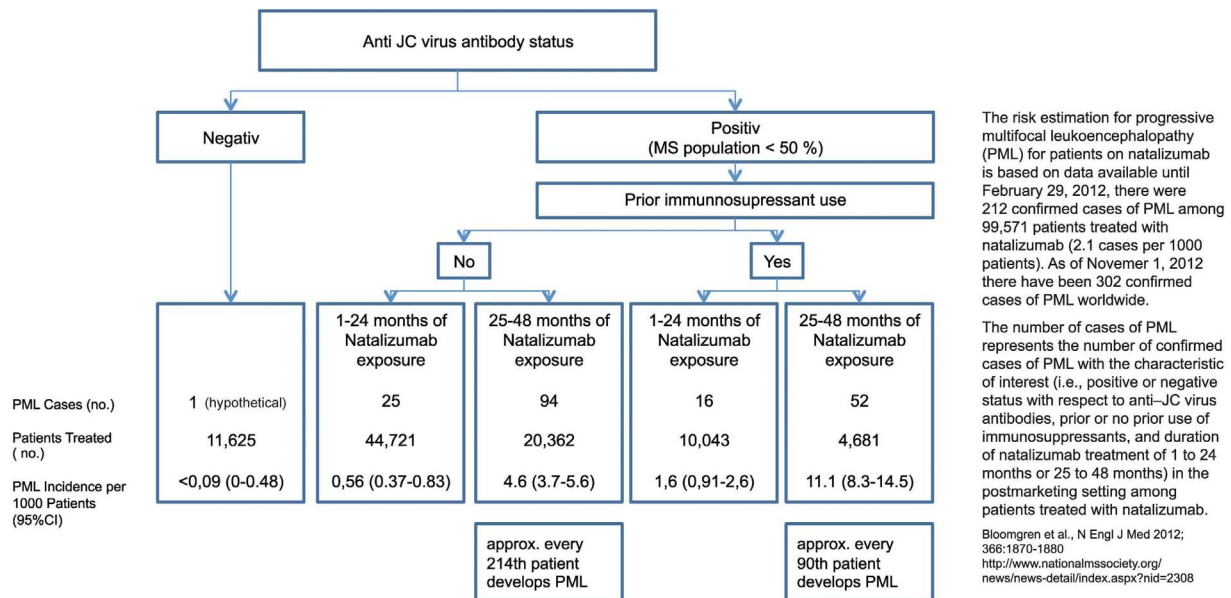 Anti JC virus antibody status
Negativ
Positiv
(MS population < 50 %)
Prior immunnosupressant use
No
Yes
1-24 months of
Natalizumab
exposure
25-48 months of
Natalizumab
exposure
1-24 months of
Natalizumab
exposure
25-48 months of
Natalizumab
exposure
PML Cases (no.)
1 (hypothetical)
25
94
16
52
Patients Treated
( no.)
11,625
44,721
20,362
10,043
4,681
PML Incidence per
1000 Patients
(95%CI)
<0,09 (0-0.48)
0,56 (0.37-0.83)
4.6 (3.7-5.6)
1,6 (0,91-2,6)
11.1 (8.3-14.5)
approx. every
214th patient
develops PML
approx. every
90th patient
develops PML
The risk estimation for progressive
multifocal leukoencephalopathy
(PML) for patients on natalizumab
is based on data available until
February 29, 2012, there were
212 confirmed cases of PML among
99,571 patients treated with
natalizumab (2.1 cases per 1000
patients). As of Novemer 1, 2012
there have been 302 confirmed
cases of PML worldwide.
The number of cases of PML
represents the number of confirmed
cases of PML with the characteristic
of interest (i.e., positive or negative
status with respect to anti–JC virus
antibodies, prior or no prior use of
immunosuppressants, and duration
of natalizumab treatment of 1 to 24
months or 25 to 48 months) in the
postmarketing setting among
patients treated with natalizumab.
Bloomgren et al., N Engl J Med 2012;
366:1870-1880
http://www.nationalmssociety.org/
news/news-detail/index.aspx?nid=2308